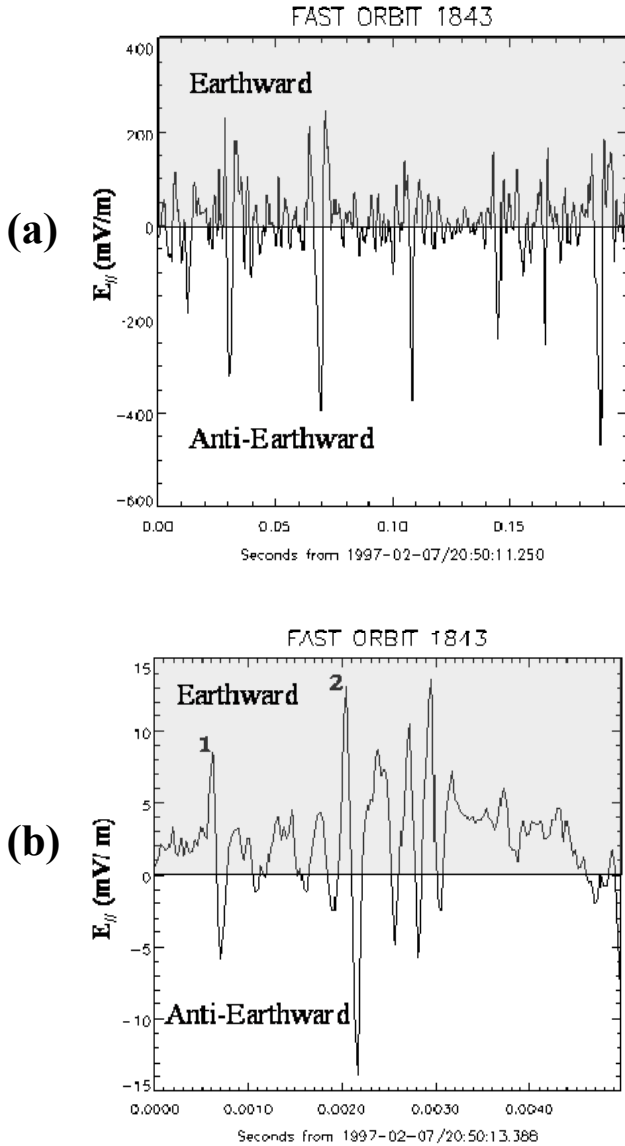 FAST ORBIT 1843
400
Earthward
200
(a)
0
E// (mV/m)
-200
-400
Anti-Earthward
-600
0.00 0.05 0.10 0.15
Seconds from 1997-02-07/20:50:11.250
FAST ORBIT 1843
15
Earthward
2
1
10
5
(b)
0
E// (mV/ m)
-5
-10
Anti-Earthward
-15
0.0000 0.0010 0.0020 0.0030 0.0040
Seconds from 1997-02-07/20:50:13.388